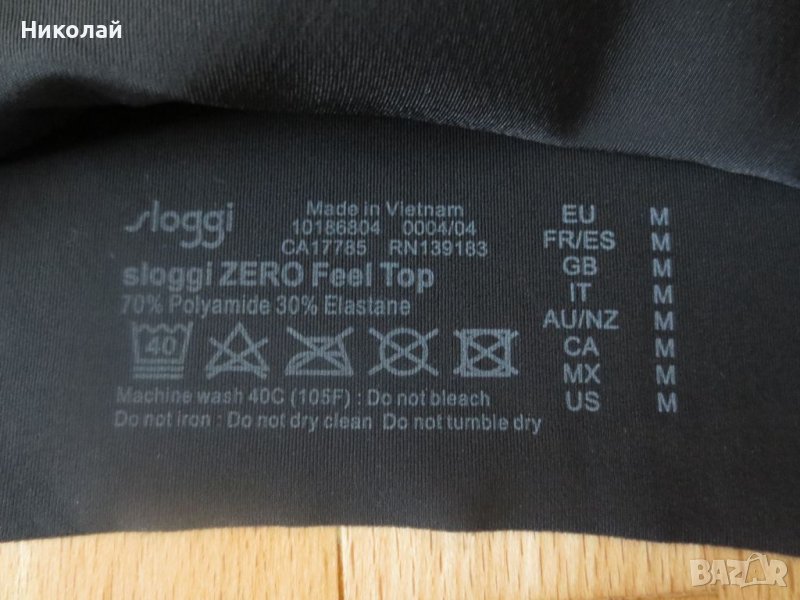 Николай
sloggi
Made in Vietnam
10186804 0004/04
CA17785 RN139183
sloggi ZERO Feel Top
70% Polyamide 30% Elastane
40
Machine wash 40C (105F) : Do not bleach
Do not iron : Do not dry clean Do not tumble dry
EU M
FR/ES M
GB M
IT M
AU/NZ M
CA M
MX M
US M
BAZAR